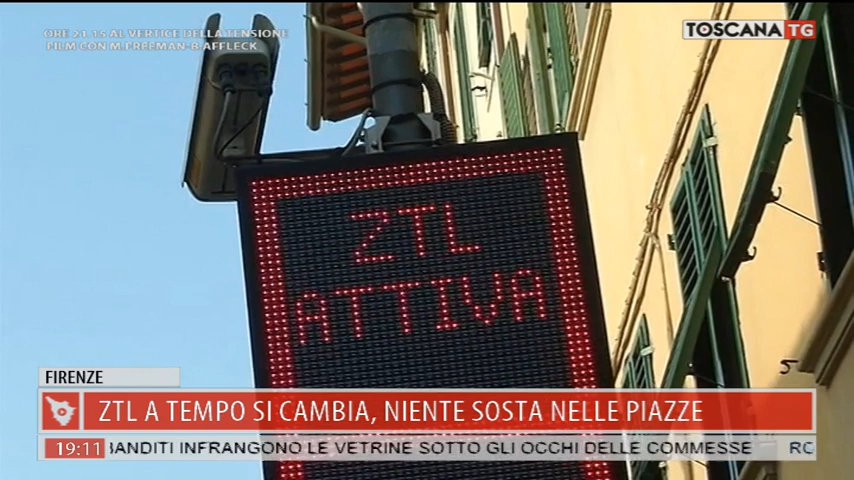 ORE 21.15 AL VERTICE DELLA TENSIONE
FILM CON M.FREEMAN-B.AFFLECK
TOSCANA TG
ZTL
ATTIVA
FIRENZE
ZTL A TEMPO SI CAMBIA, NIENTE SOSTA NELLE PIAZZE
19:11 BANDITI INFRANGONO LE VETRINE SOTTO GLI OCCHI DELLE COMMESSE